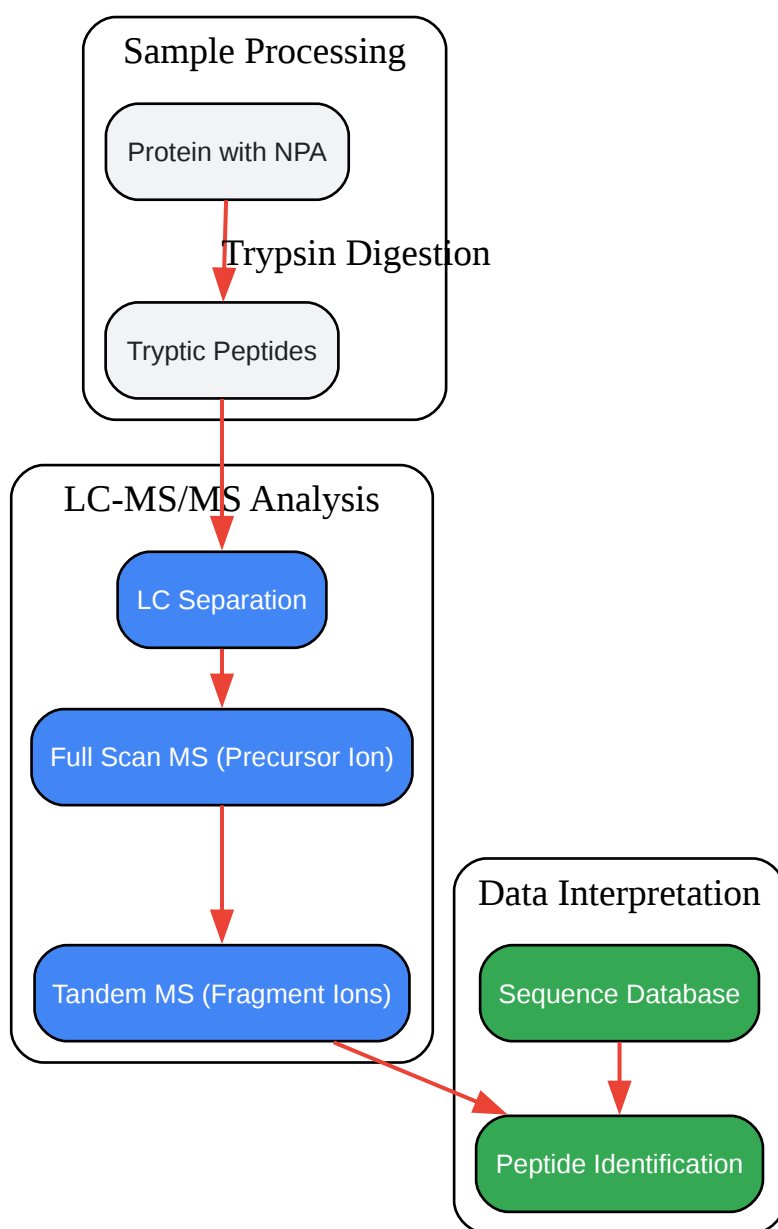 Sample Processing
Protein with NPA
Trypsin Digestion
Tryptic Peptides
LC-MS/MS Analysis
LC Separation
Full Scan MS (Precursor Ion)
Tandem MS (Fragment Ions)
Data Interpretation
Sequence Database
Peptide Identification